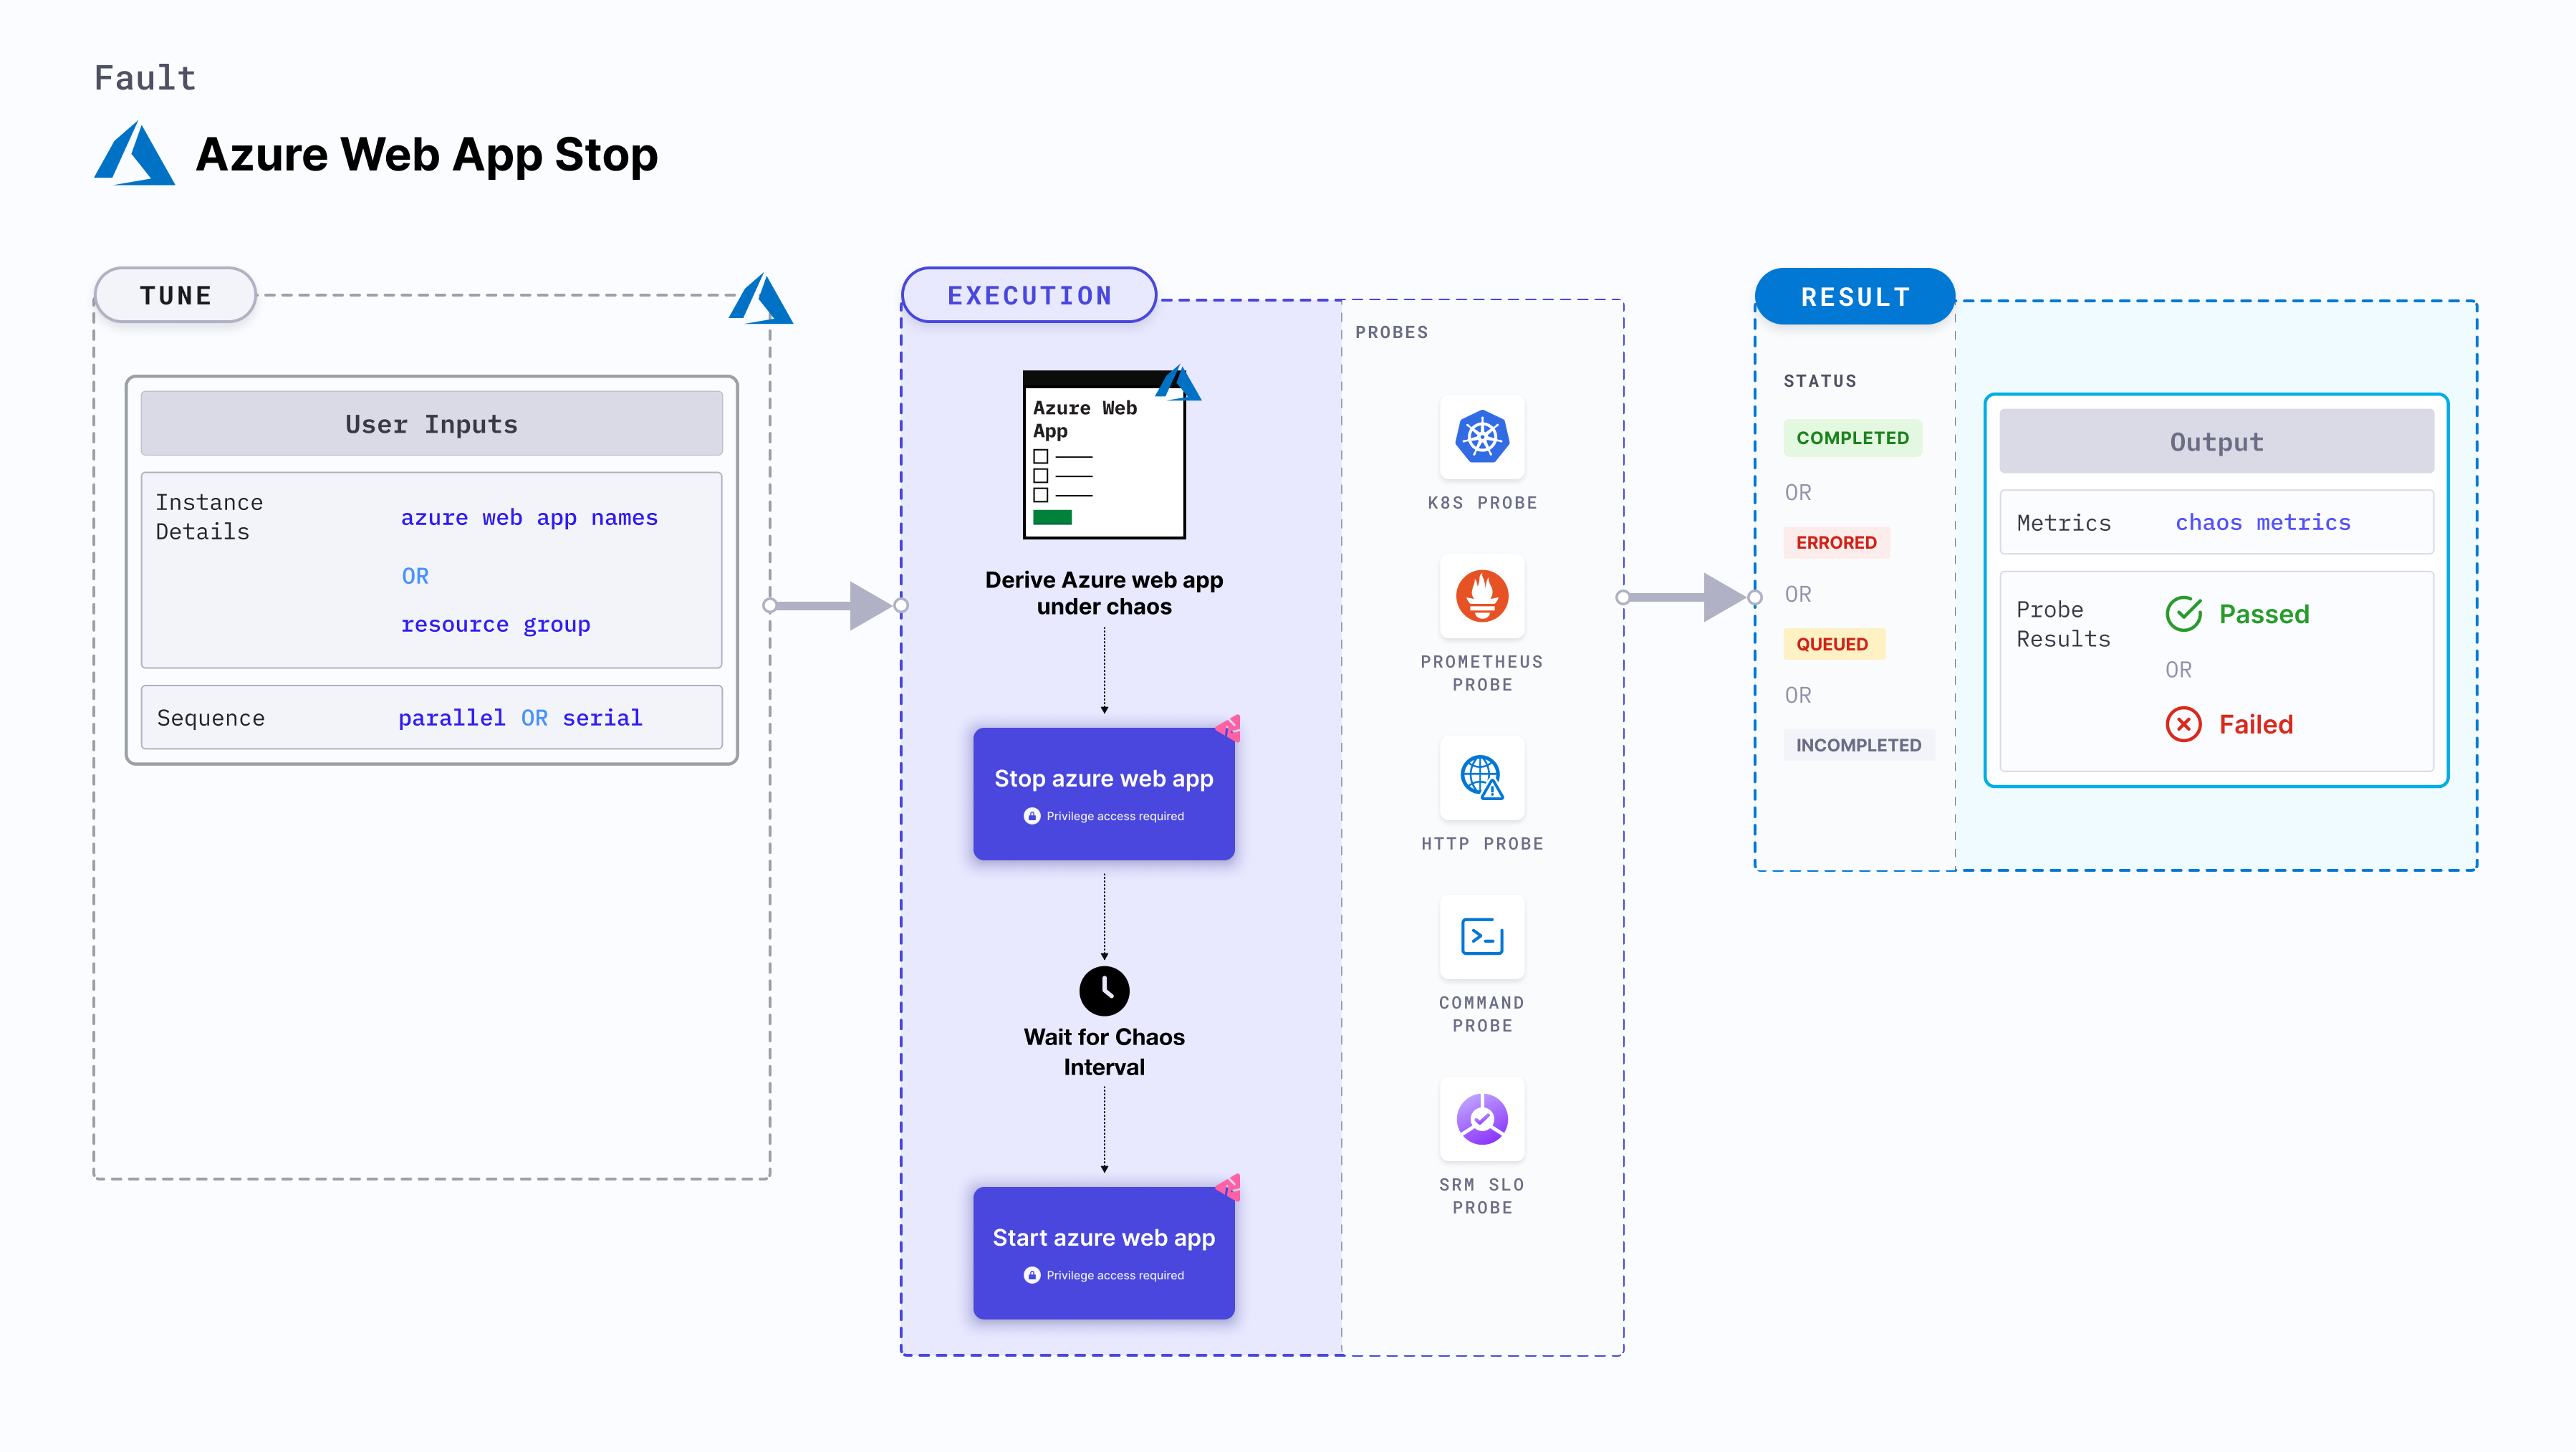 Fault
Azure Web App Stop
TUNE
User Inputs
Instance
Details
azure web app names
OR
resource group
Sequence
parallel OR serial
EXECUTION
Azure Web
App
Derive Azure web app
under chaos
Stop azure web app
Privilege access required
Wait for Chaos
Interval
Start azure web app
Privilege access required
PROBES
K8S PROBE
PROMETHEUS
PROBE
HTTP PROBE
COMMAND
PROBE
SRM SLO
PROBE
RESULT
STATUS
COMPLETED
OR
ERRORED
OR
QUEUED
OR
INCOMPLETED
Output
Metrics
chaos metrics
Probe
Results
Passed
OR
Failed